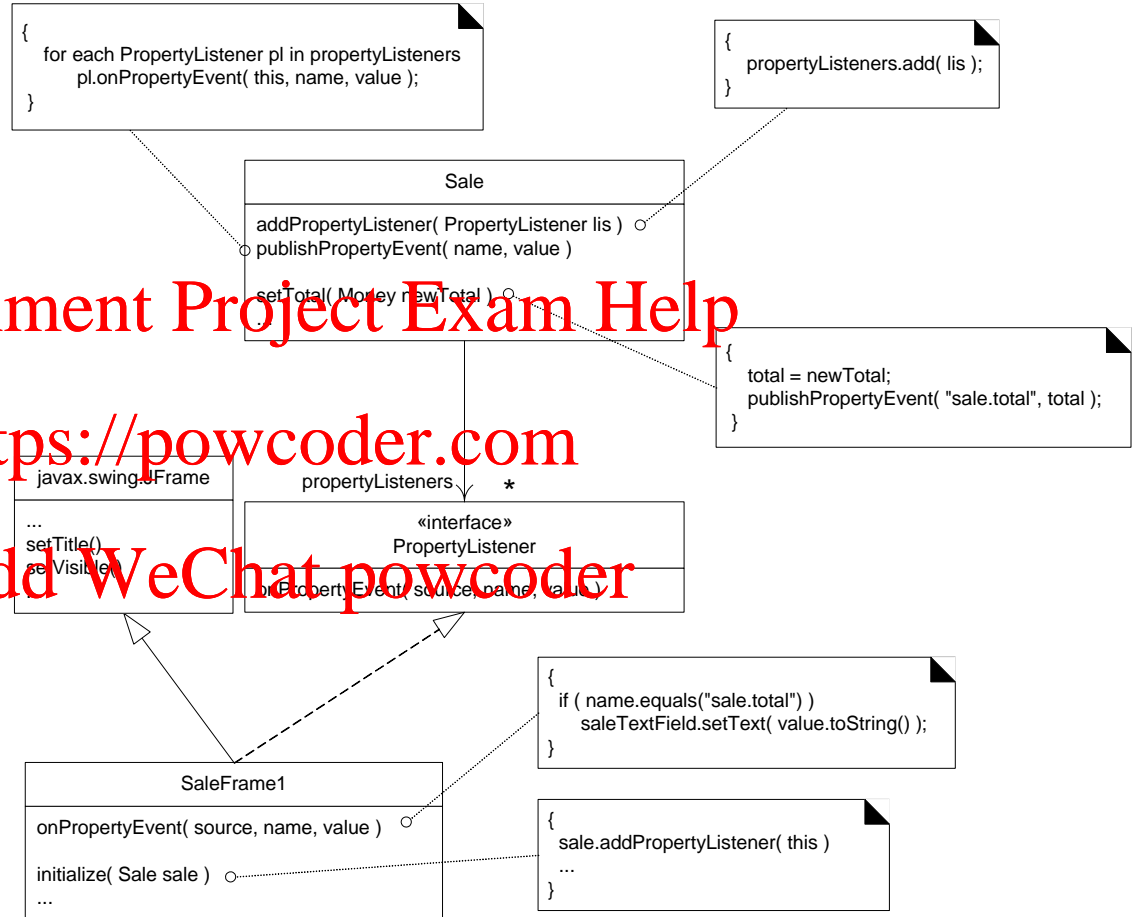 {
for each PropertyListener pl in propertyListeners
pl.onPropertyEvent( this, name, value );
}
{
propertyListeners.add( lis );
}
Sale
addPropertyListener( PropertyListener lis )
publishPropertyEvent( name, value )
setTotal( Money newTotal )
...
ment Project Exam Help
{
total = newTotal;
publishPropertyEvent( "sale.total", total );
}
tps://powcoder.com
javax.swing.JFrame
...
setTitle()
setVisible()
propertyListeners
*
«interface»
PropertyListener
onPropertyEvent( source, name, value )
dd WeChat powcoder
{
if ( name.equals("sale.total") )
saleTextField.setText( value.toString() );
}
SaleFrame1
onPropertyEvent( source, name, value )
initialize( Sale sale )
...
{
sale.addPropertyListener( this )
...
}